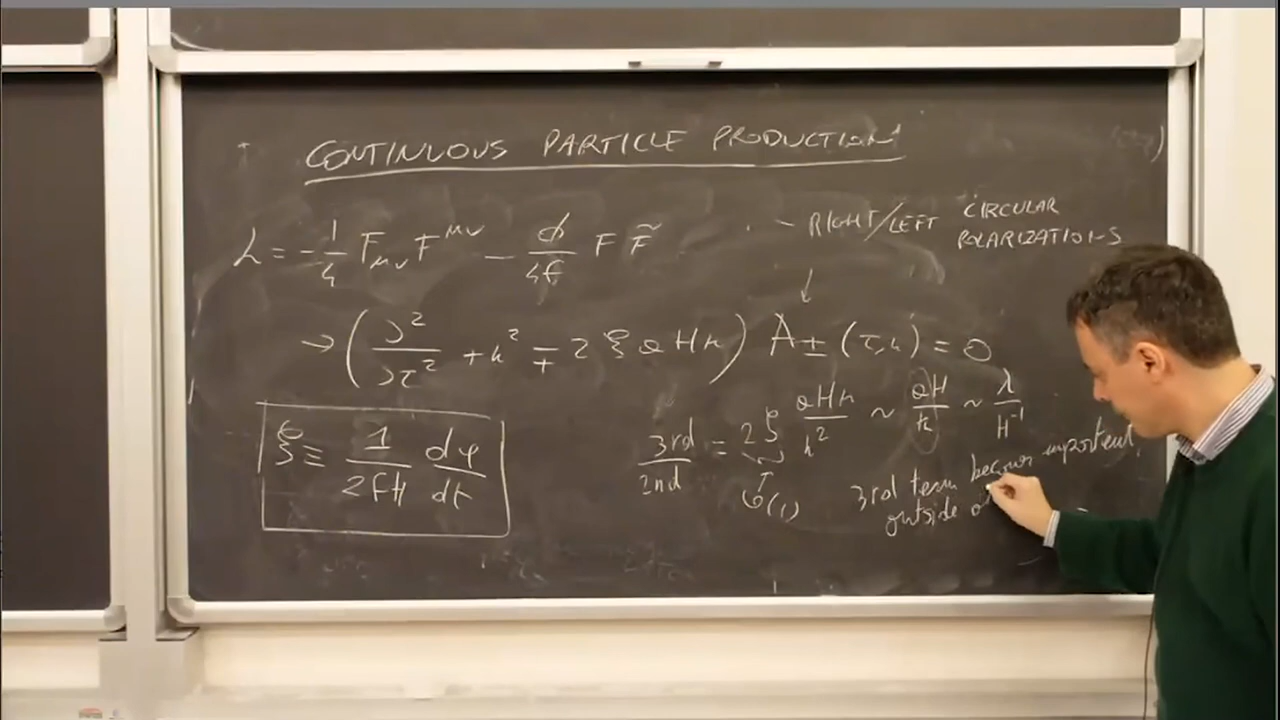 CONTINUOUS PARTICLE PRODUCTION
- RIGHT/LEFT CIRCULAR POLARIZATIONS
L = -1/4 Fμν F^μν - ϕ/4f F F̃
→ (∂²/∂τ² + k² ∓ 2 ξ a H k) A± (τ, k) = 0
ξ ≡ 1/2fH dφ/dt
3rd/2nd = 2ξ aHk/k² ~ aH/k ~ λ/H⁻¹
O(1)
3rd term becomes important,
outside